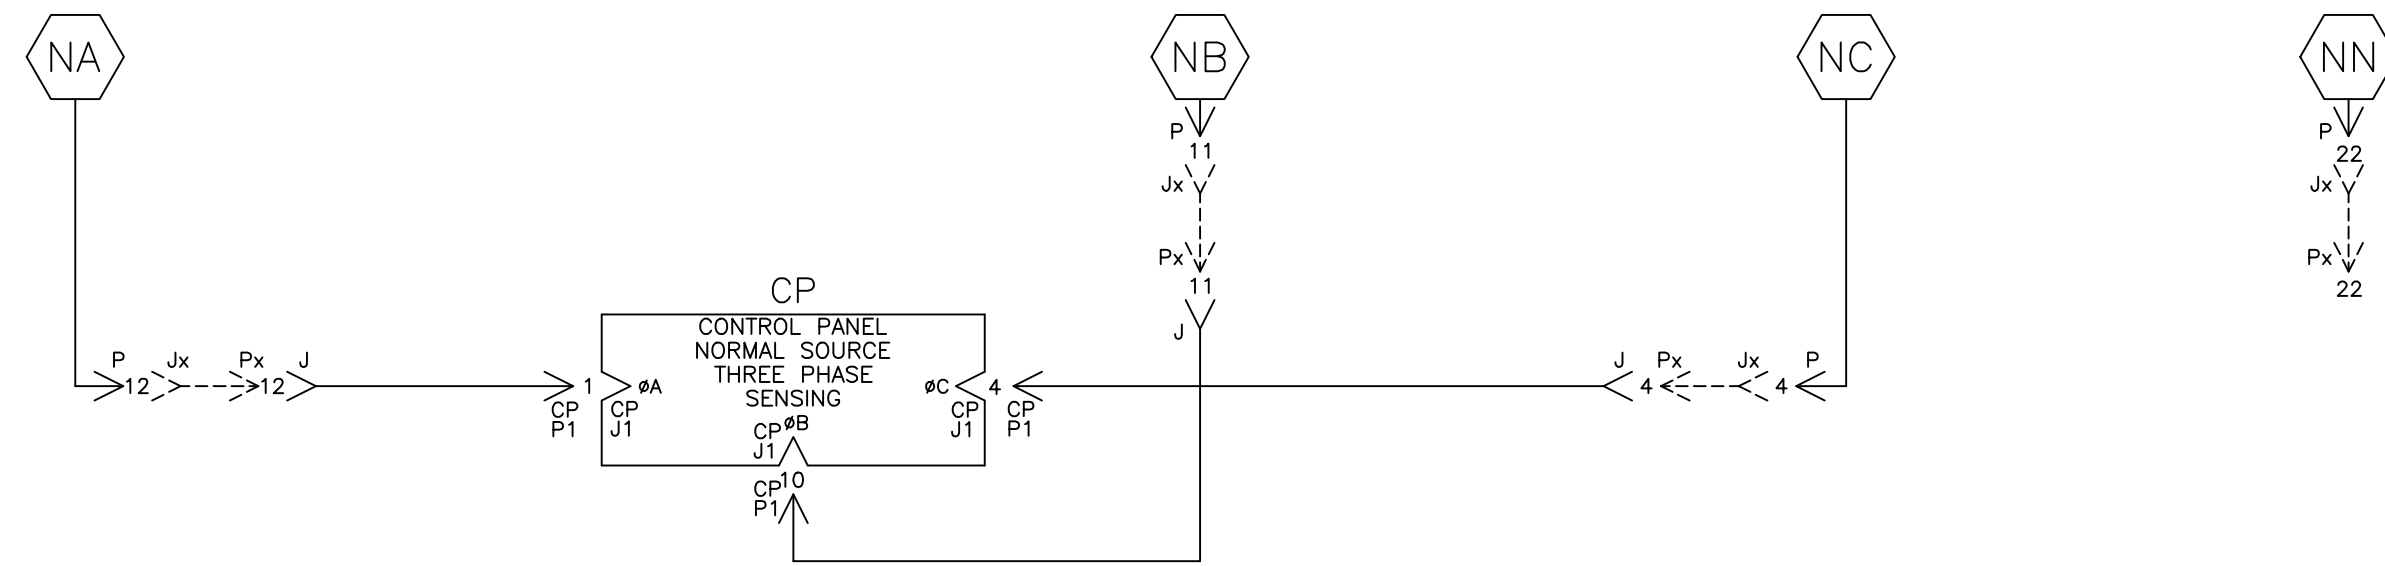 NA
NB
NC
NN
P
P
11
22
Jx
Jx
Px
Px
11
22
CP
CONTROL PANEL
J
NORMAL SOURCE
P Jx Px J
J Px Jx P
THREE PHASE
12 12 1 øA øC 4 4 4
SENSING
CP CP CP CP
P1 J1 J1 P1
CP øB
J1
10
CP
P1